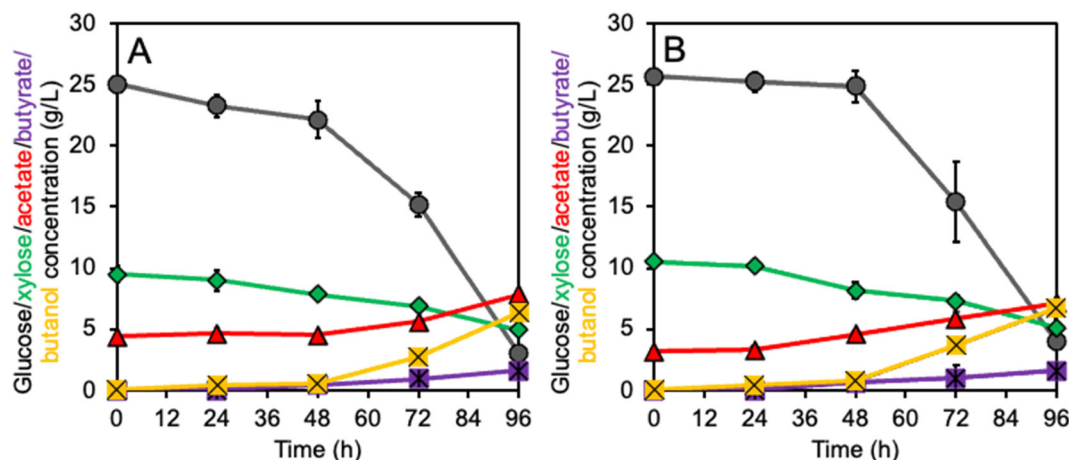 A
Glucose/xylose/acetate/butyrate/
butanol concentration (g/L)
30
25
20
15
10
5
0
0 12 24 36 48 60 72 84 96
Time (h)
B
Glucose/xylose/acetate/butyrate/
butanol concentration (g/L)
30
25
20
15
10
5
0
0 12 24 36 48 60 72 84 96
Time (h)